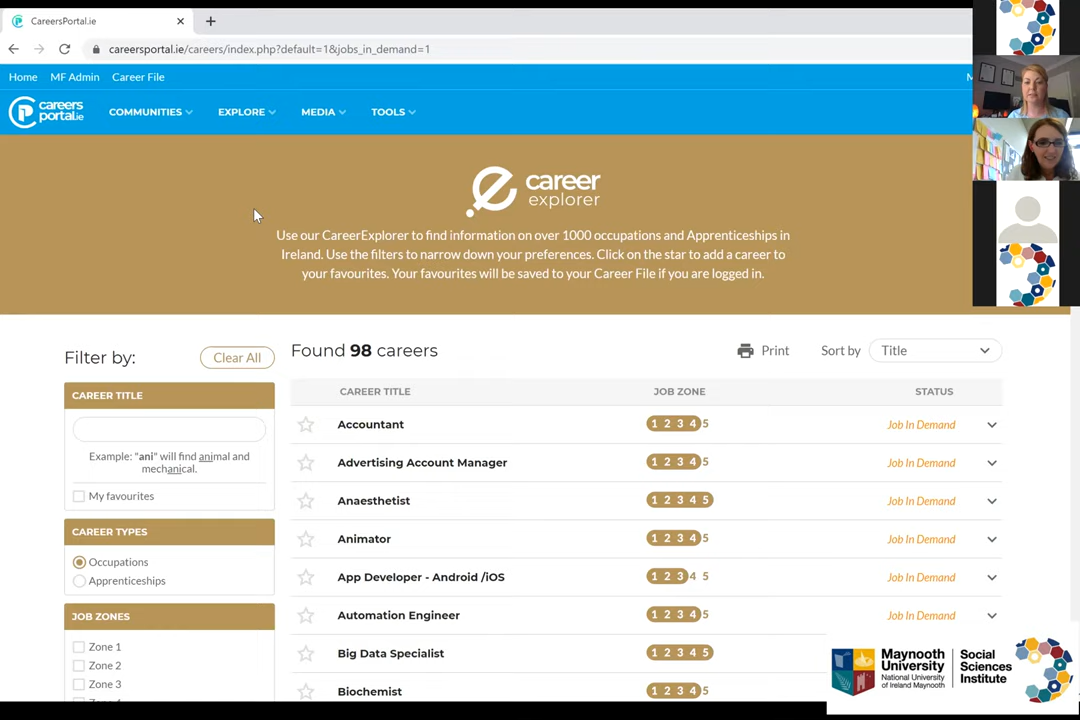 CareersPortal.ie
careersportal.ie/careers/index.php?default=1&jobs_in_demand=1
Home MF Admin Career File M
careers
portal.ie
COMMUNITIES EXPLORE MEDIA TOOLS
career
explorer
Use our CareerExplorer to find information on over 1000 occupations and Apprenticeships in
Ireland. Use the filters to narrow down your preferences. Click on the star to add a career to
your favourites. Your favourites will be saved to your Career File if you are logged in.
Filter by:
Clear All
Found 98 careers
Print
Sort by
Title
CAREER TITLE
Example: "ani" will find animal and
mechanical.
My favourites
CAREER TYPES
Occupations
Apprenticeships
JOB ZONES
Zone 1
Zone 2
Zone 3
CAREER TITLE JOB ZONE STATUS
Accountant 1 2 3 4 5 Job In Demand
Advertising Account Manager 1 2 3 4 5 Job In Demand
Anaesthetist 1 2 3 4 5 Job In Demand
Animator 1 2 3 4 5 Job In Demand
App Developer - Android /iOS 1 2 3 4 5 Job In Demand
Automation Engineer 1 2 3 4 5 Job In Demand
Big Data Specialist 1 2 3 4 5
Biochemist 1 2 3 4 5
Maynooth
University
National University
of Ireland Maynooth
Social
Sciences
Institute